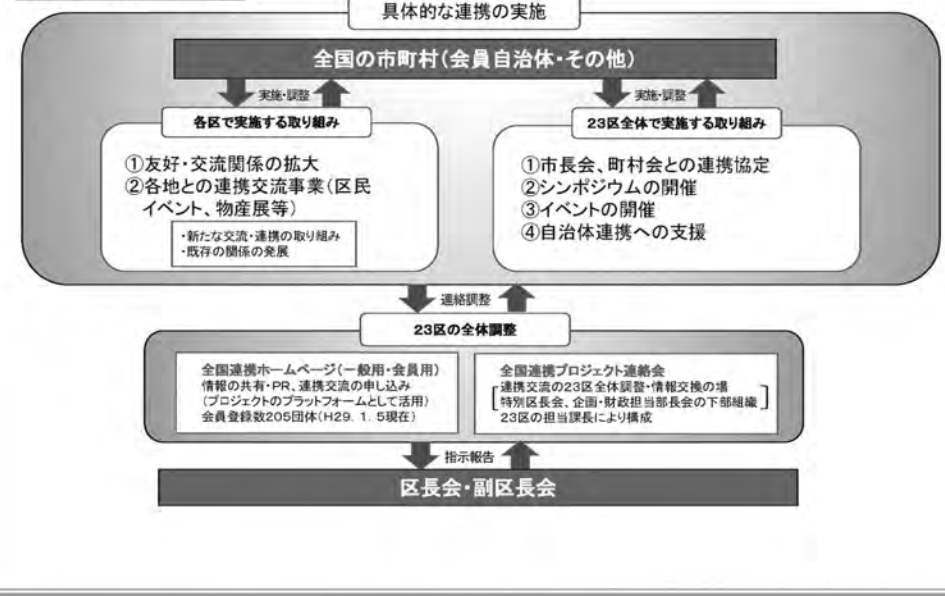 具体的な連携の実施
全国の市町村(会員自治体・その他)
実施・調整
実施・調整
各区で実施する取り組み
①友好・交流関係の拡大
②各地との連携交流事業(区民
イベント、物産展等)
・新たな交流・連携の取り組み
・既存の関係の発展
23区全体で実施する取組み
①市長会、町村会との連携協定
②シンポジウムの開催
③イベントの開催
④自治体連携への支援
連絡調整
23区の全体調整
全国連携ホームページ(一般用・会員用)
情報の共有・PR、連携交流の申し込み
(プロジェクトのプラットフォームとして活用)
会員登録数205団体(H29. 1. 5現在)
全国連携プロジェクト連絡会
連携交流の23区全体調整・情報交換の場
特別区長会、企画・財政担当部長会の下部組織
23区の担当課長により構成
指示報告
区長会・副区長会